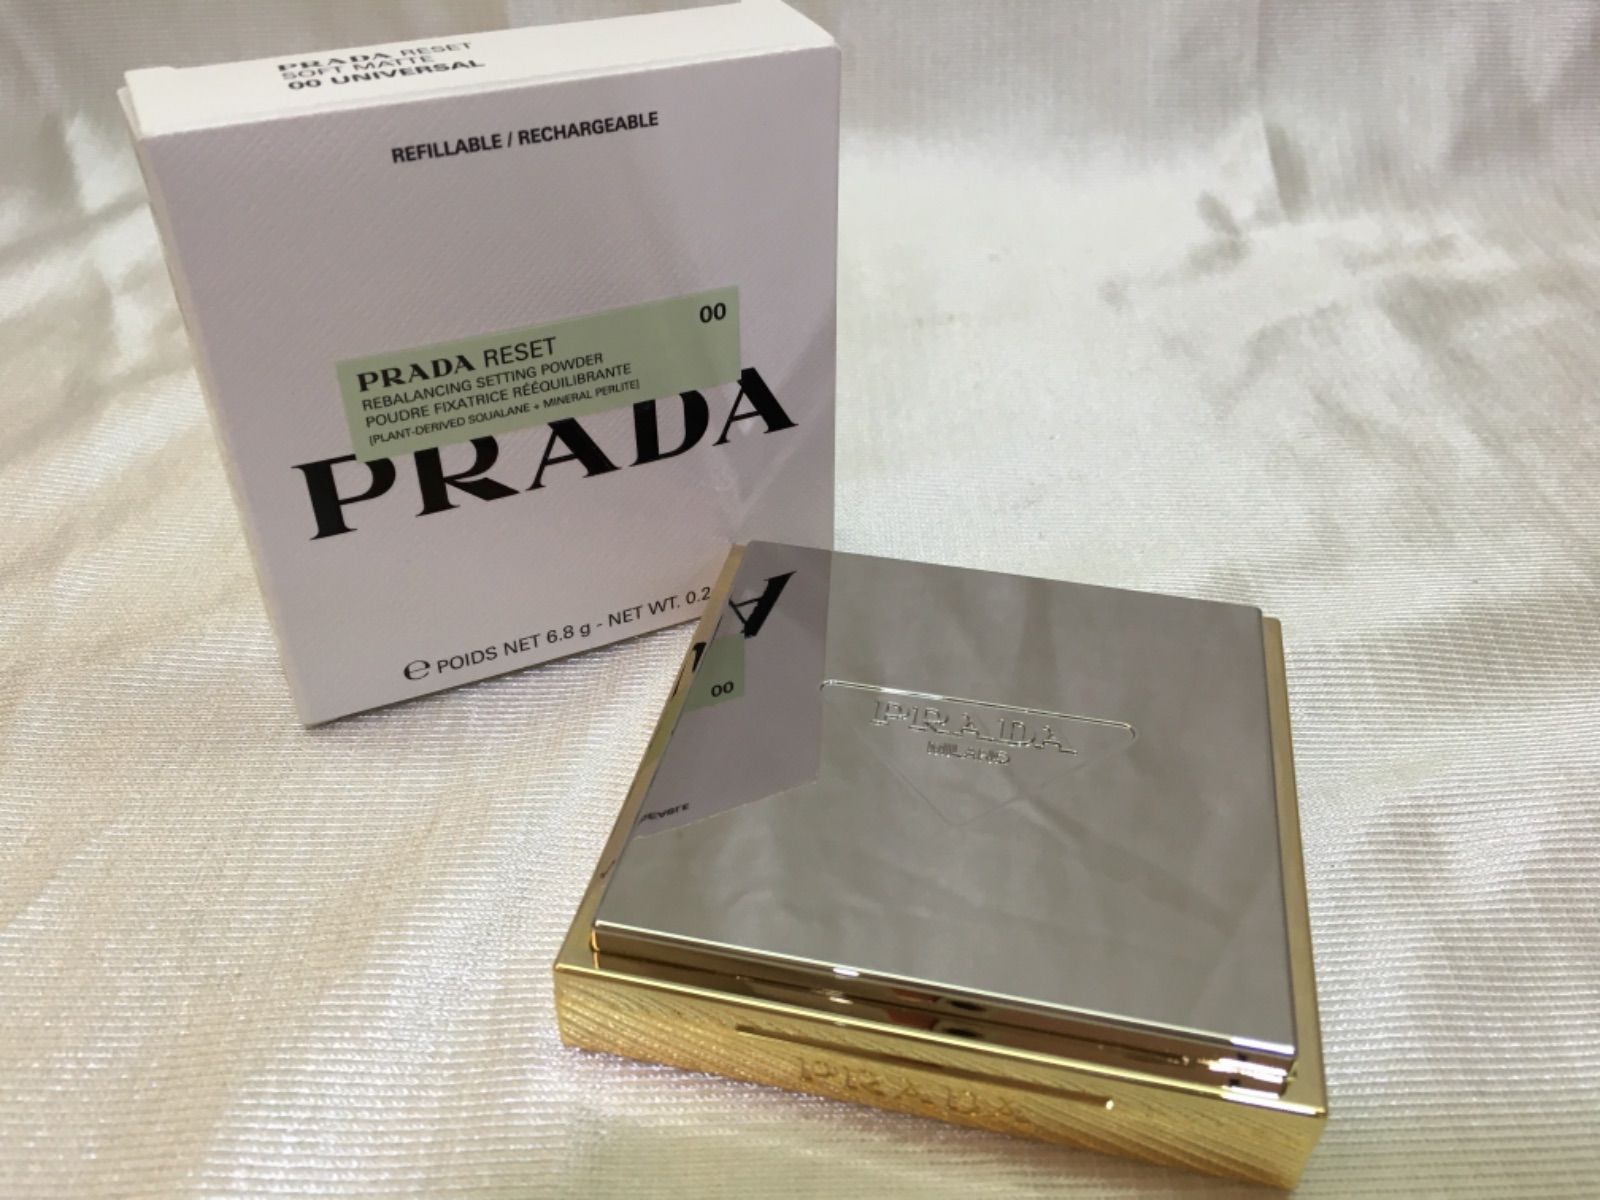 PRADA RESET
SOFT MATTE
00 UNIVERSAL
REFILLABLE / RECHARGEABLE
00
PRADA RESET
REBALANCING SETTING POWDER
POUDRE FIXATRICE RÉÉQUILIBRANTE
[PLANT-DERIVED SQUALANE + MINERAL PERLITE]
PRADA
℮ POIDS NET 6.8 g - NET WT. 0.2
00
PRADA
MILANO
PRADA